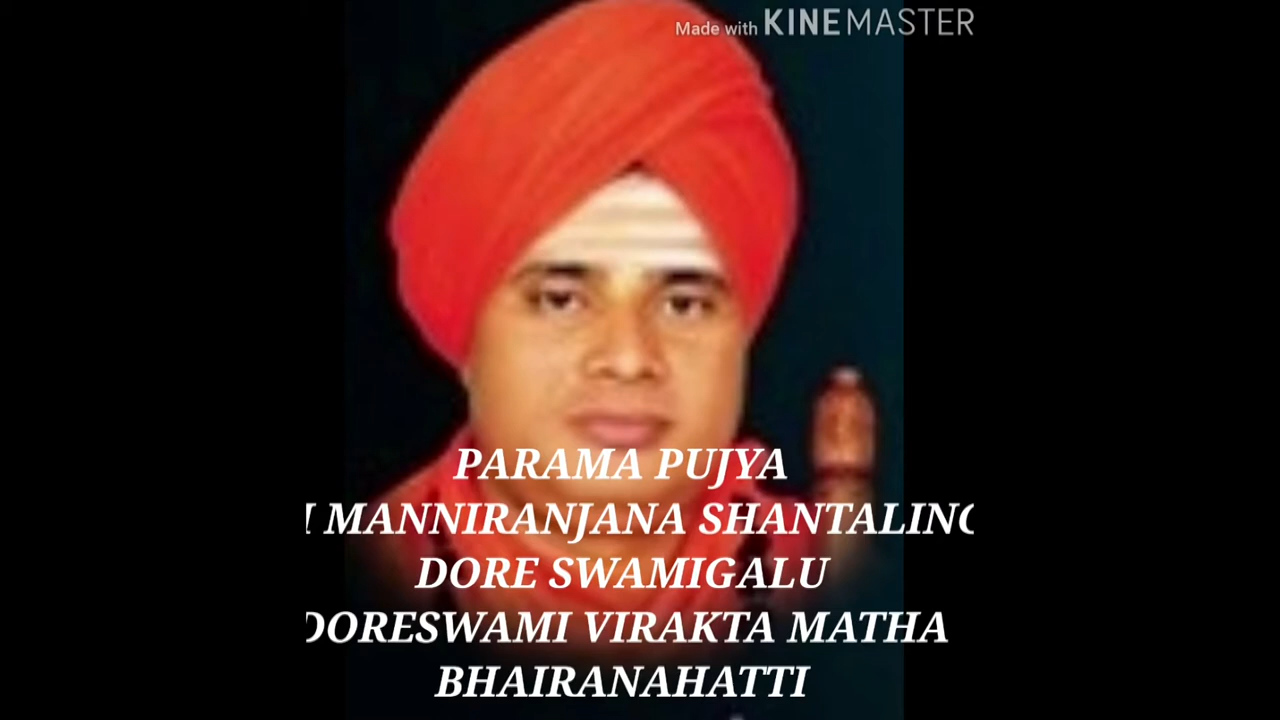 Made with KINEMASTER
PARAMA PUJYA
MANNIRANJANA
DORE SWAMIGALU
VIRAKTA MATHA
BHAIRANAHATTI